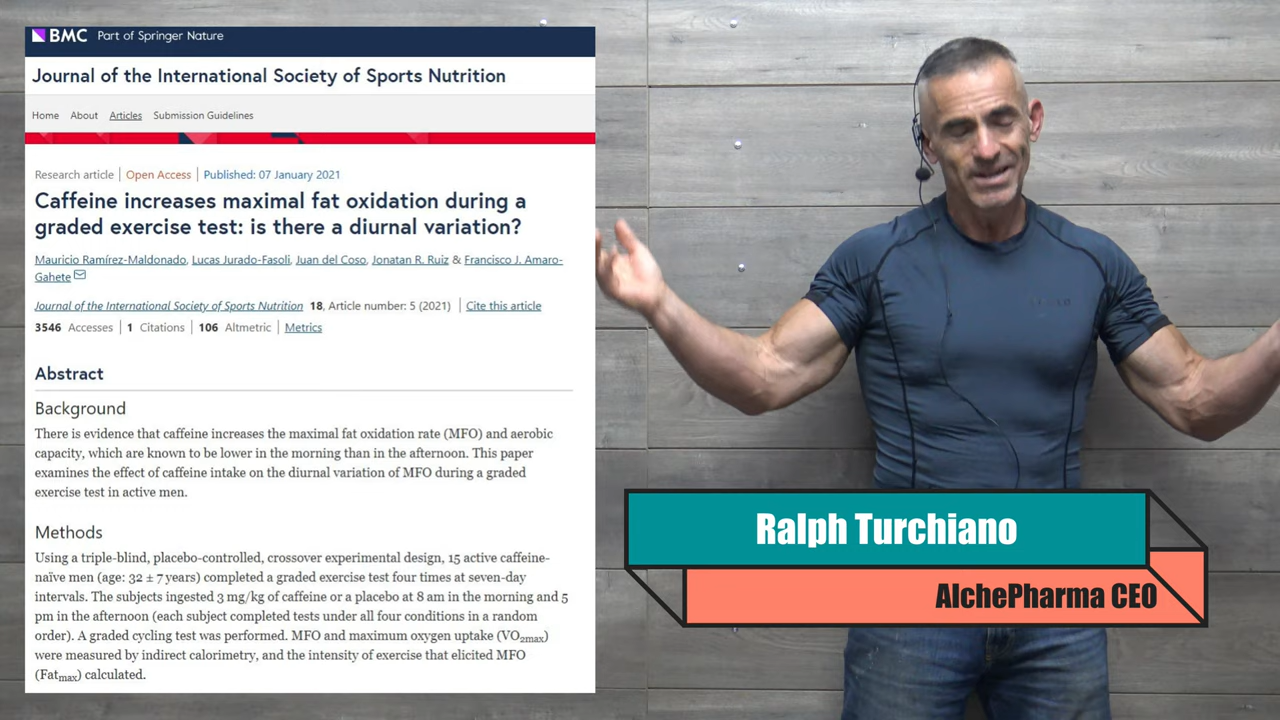 BMC Part of Springer Nature
Journal of the International Society of Sports Nutrition
Home About Articles Submission Guidelines
Research article | Open Access | Published: 07 January 2021
Caffeine increases maximal fat oxidation during a
graded exercise test: is there a diurnal variation?
Mauricio Ramírez-Maldonado, Lucas Jurado-Fasoli, Juan del Coso, Jonatan R. Ruiz & Francisco J. Amaro-
Gahete
Journal of the International Society of Sports Nutrition 18, Article number: 5 (2021) | Cite this article
3546 Accesses | 1 Citations | 106 Altmetric | Metrics
Abstract
Background
There is evidence that caffeine increases the maximal fat oxidation rate (MFO) and aerobic
capacity, which are known to be lower in the morning than in the afternoon. This paper
examines the effect of caffeine intake on the diurnal variation of MFO during a graded
exercise test in active men.
Methods
Using a triple-blind, placebo-controlled, crossover experimental design, 15 active caffeine-
naïve men (age: 32 ± 7 years) completed a graded exercise test four times at seven-day
intervals. The subjects ingested 3 mg/kg of caffeine or a placebo at 8 am in the morning and 5
pm in the afternoon (each subject completed tests under all four conditions in a random
order). A graded cycling test was performed. MFO and maximum oxygen uptake (VO2max)
were measured by indirect calorimetry, and the intensity of exercise that elicited MFO
(Fatmax) calculated.
Ralph Turchiano
AlchePharma CEO